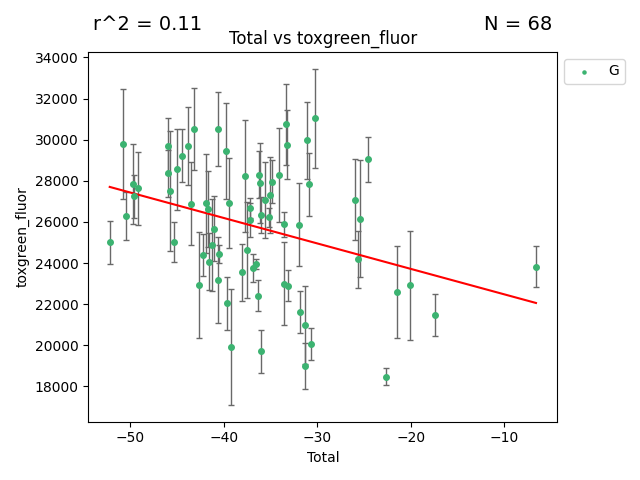 r^2 = 0.11
N = 68
Total vs toxgreen_fluor
G
34000
32000
30000
28000
26000
24000
22000
20000
18000
toxgreen_fluor
−50
−40
−30
−20
−10
Total